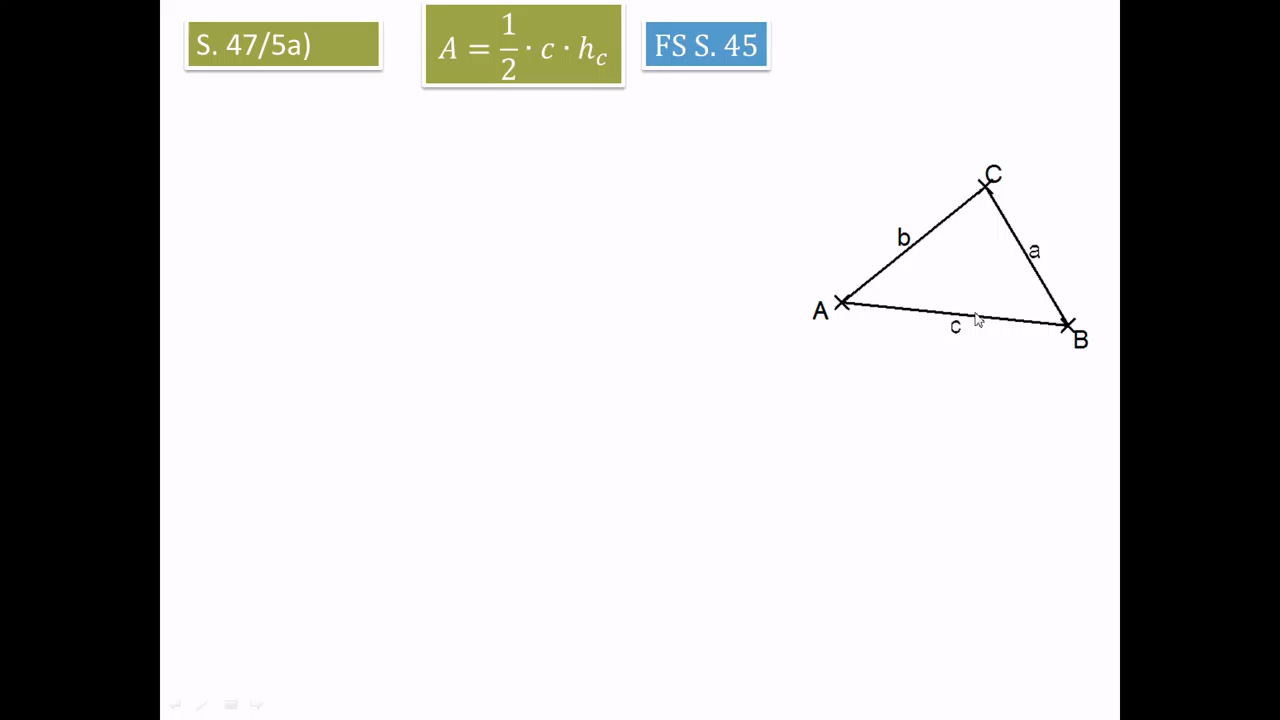 S. 47/5a)
A = 1/2 · c · h_c
FS S. 45
C
b
a
A
c
B